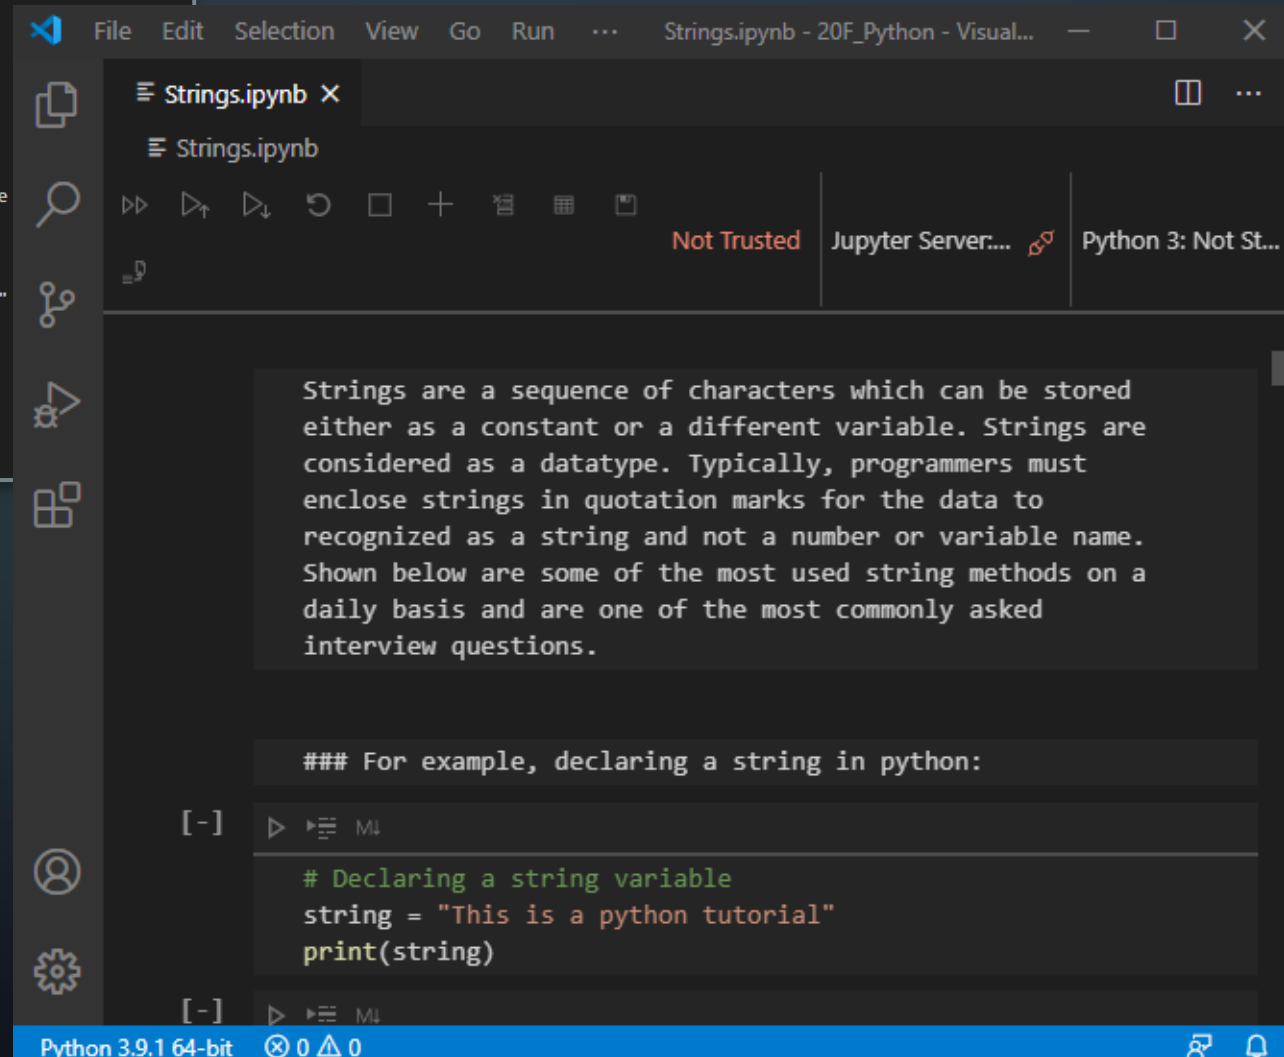 File Edit Selection View Go Run ... Strings.ipynb - 20F_Python - Visual...
Strings.ipynb
Strings.ipynb
Not Trusted Jupyter Server:... Python 3: Not St...
Strings are a sequence of characters which can be stored
either as a constant or a different variable. Strings are
considered as a datatype. Typically, programmers must
enclose strings in quotation marks for the data to
recognized as a string and not a number or variable name.
Shown below are some of the most used string methods on a
daily basis and are one of the most commonly asked
interview questions.
### For example, declaring a string in python:
[-] M↓
# Declaring a string variable
string = "This is a python tutorial"
print(string)
[-] M↓
Python 3.9.1 64-bit 0 0